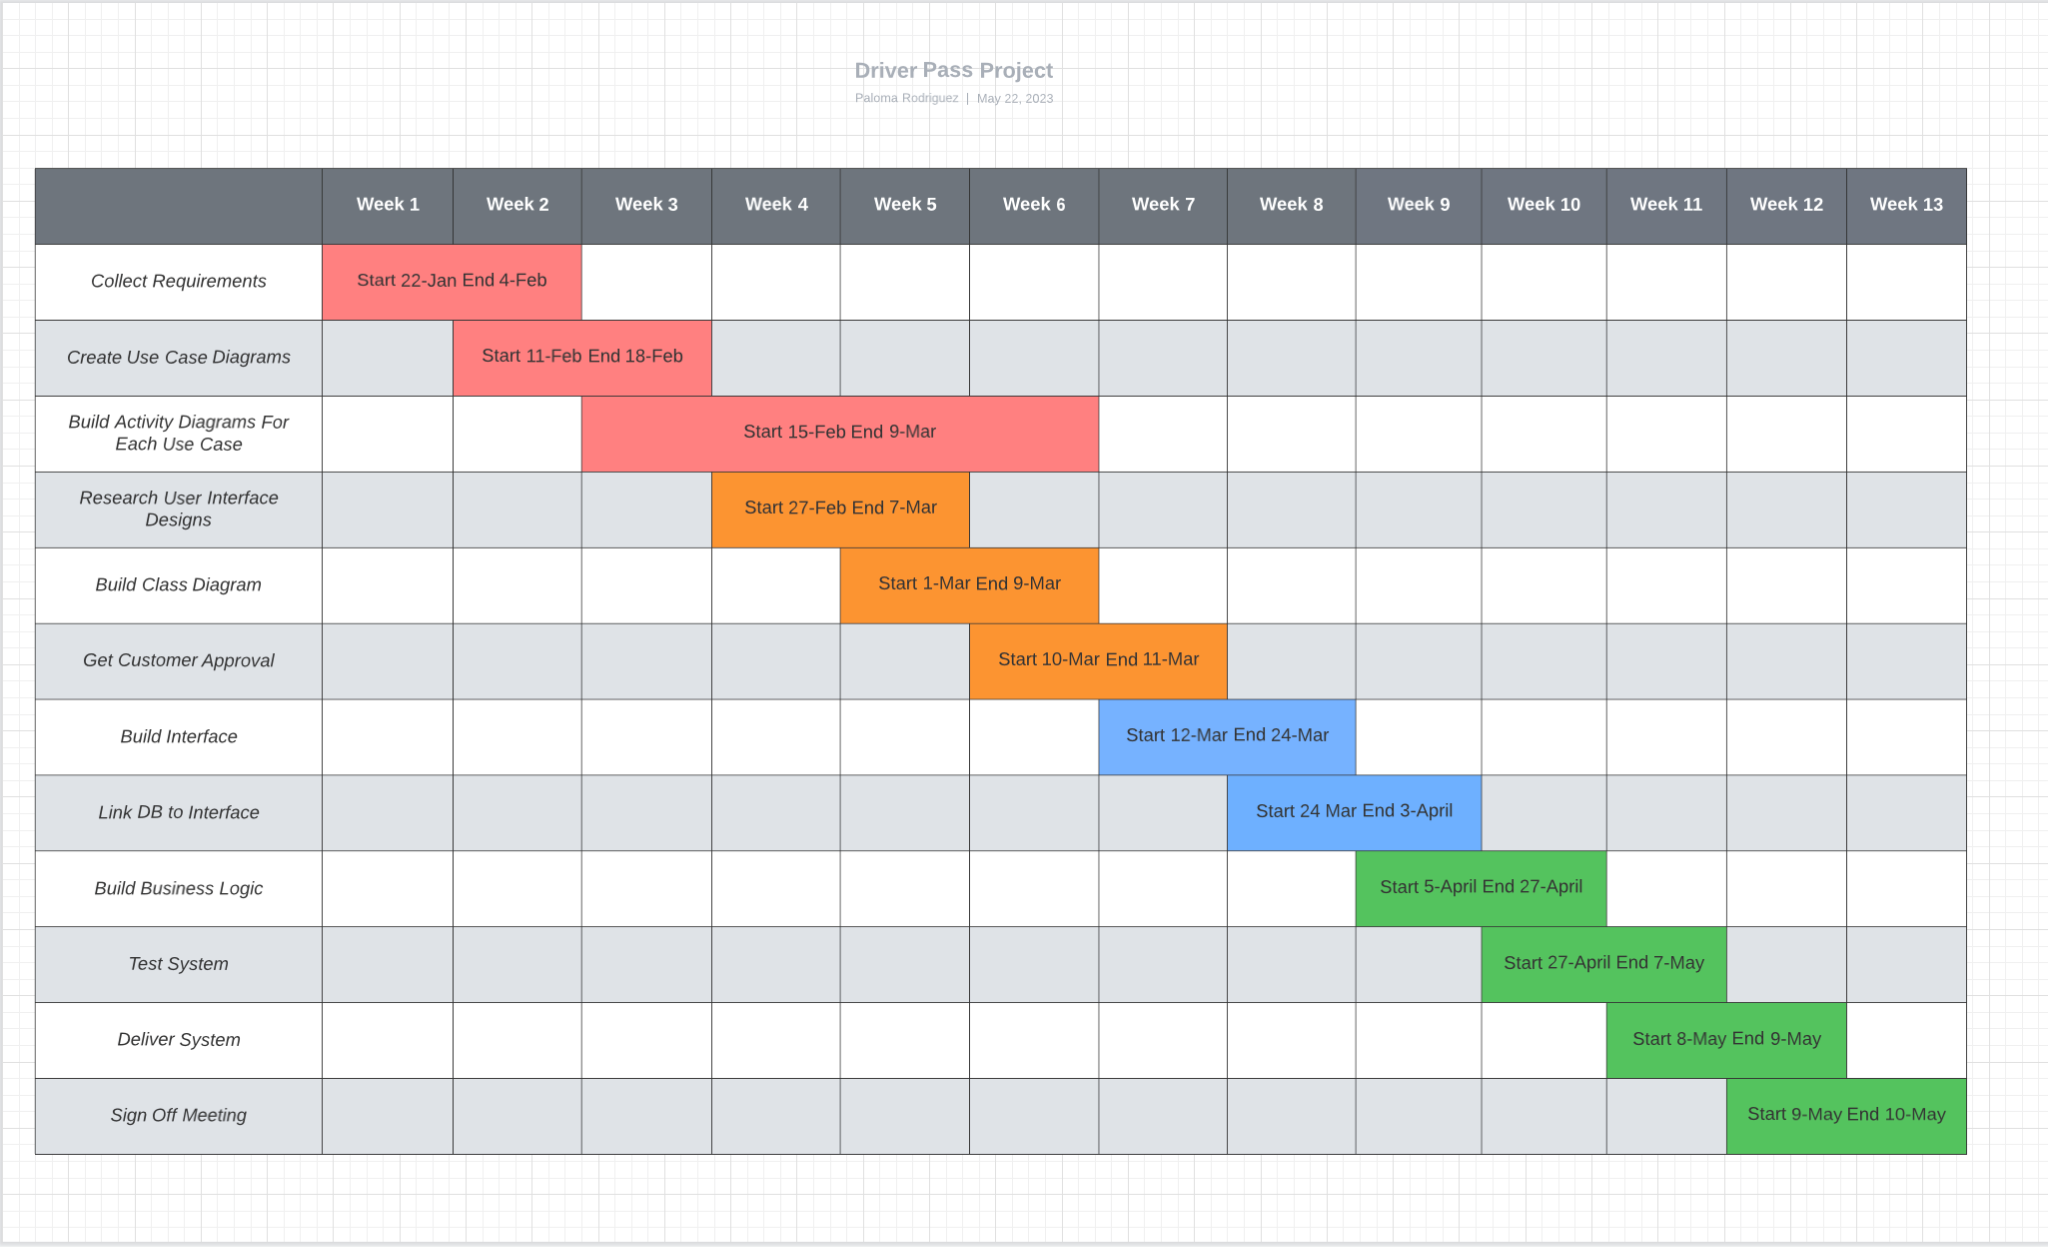 Driver Pass Project
Paloma Rodriguez | May 22, 2023
Week 1 Week 2 Week 3 Week 4 Week 5 Week 6 Week 7 Week 8 Week 9 Week 10 Week 11 Week 12 Week 13
Collect Requirements Start 22-Jan End 4-Feb
Create Use Case Diagrams Start 11-Feb End 18-Feb
Build Activity Diagrams For
Each Use Case
Start 15-Feb End 9-Mar
Research User Interface
Designs
Start 27-Feb End 7-Mar
Build Class Diagram Start 1-Mar End 9-Mar
Get Customer Approval Start 10-Mar End 11-Mar
Build Interface Start 12-Mar End 24-Mar
Link DB to Interface Start 24 Mar End 3-April
Build Business Logic Start 5-April End 27-April
Test System Start 27-April End 7-May
Deliver System Start 8-May End 9-May
Sign Off Meeting Start 9-May End 10-May